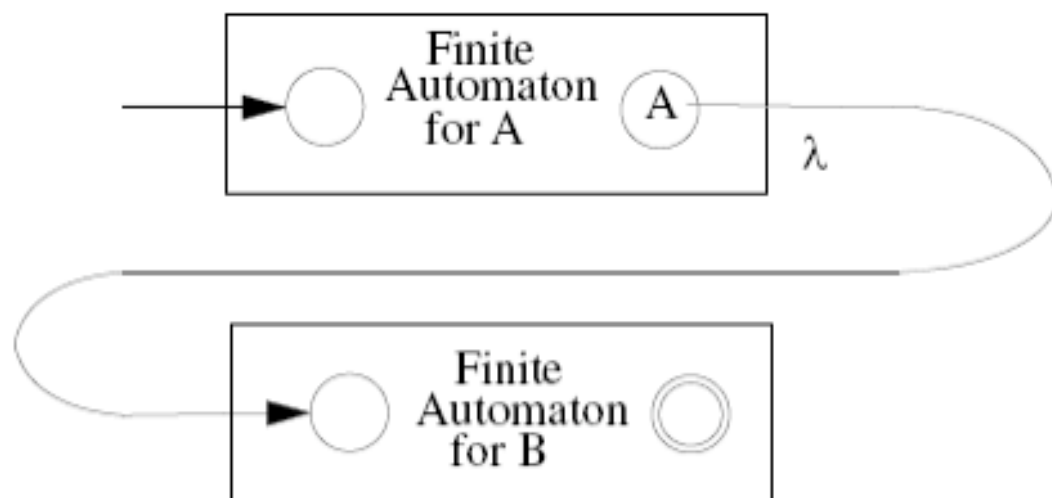 Finite
Automaton
for A
A
λ
Finite
Automaton
for B